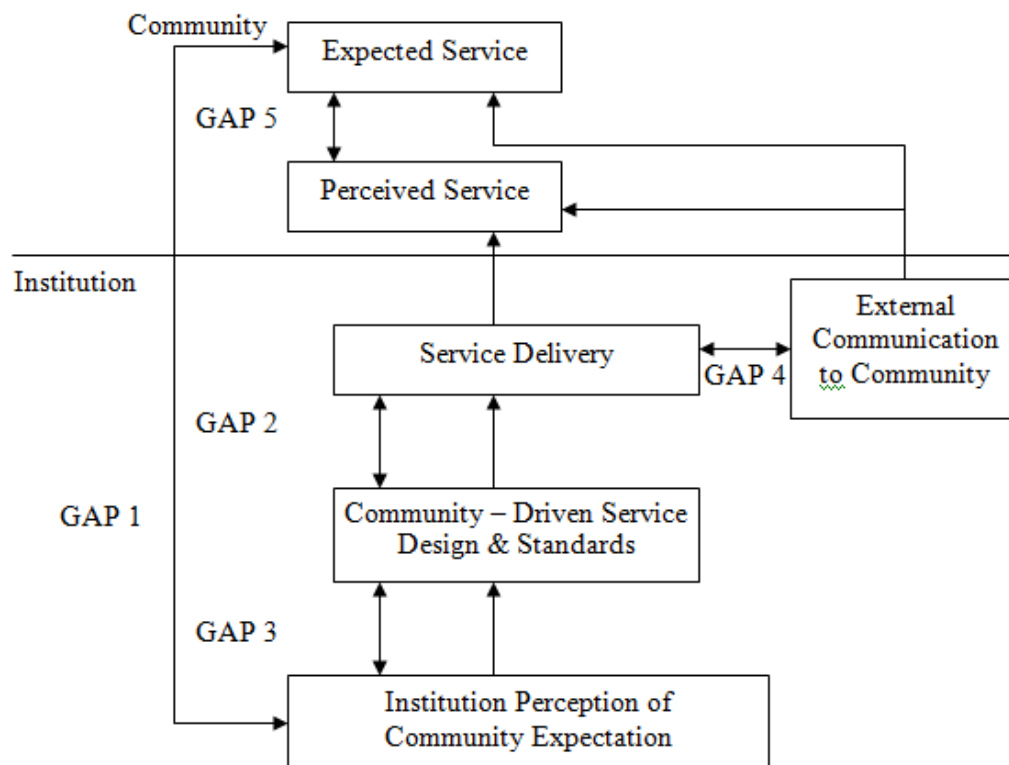 Community
Expected Service
GAP 5
Perceived Service
Institution
External
Communication
to Community
Service Delivery
GAP 4
GAP 2
GAP 1
Community – Driven Service
Design & Standards
GAP 3
Institution Perception of
Community Expectation